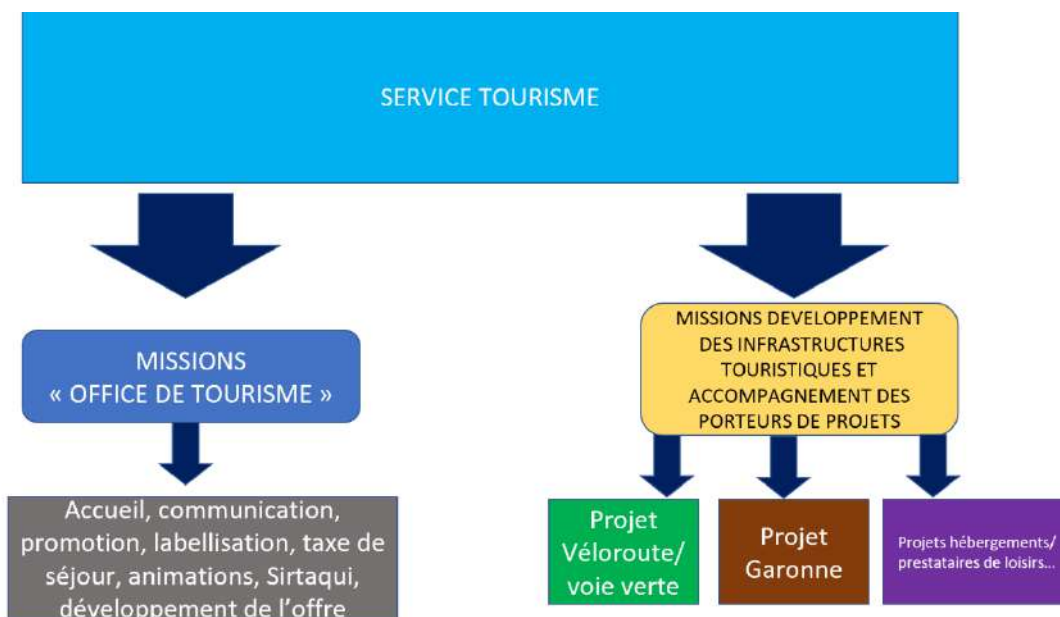 SERVICE TOURISME
MISSIONS
« OFFICE DE TOURISME »
Accueil, communication,
promotion, labellisation, taxe de
séjour, animations, Sirtaqui,
développement de l'offre
MISSIONS DEVELOPPEMENT
DES INFRASTRUCTURES
TOURISTIQUES ET
ACCOMPAGNEMENT DES
PORTEURS DE PROJETS
Projet
Véloroute/
voie verte
Projet
Garonne
Projets hébergements/
prestataires de loisirs...